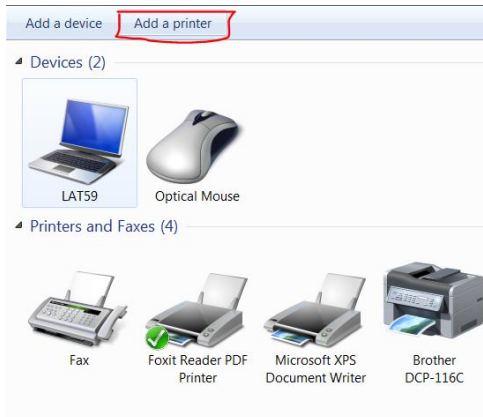 Add a device Add a printer
Devices (2)
LAT59 Optical Mouse
Printers and Faxes (4)
Fax Foxit Reader PDF Microsoft XPS Brother
Printer Document Writer DCP-116C